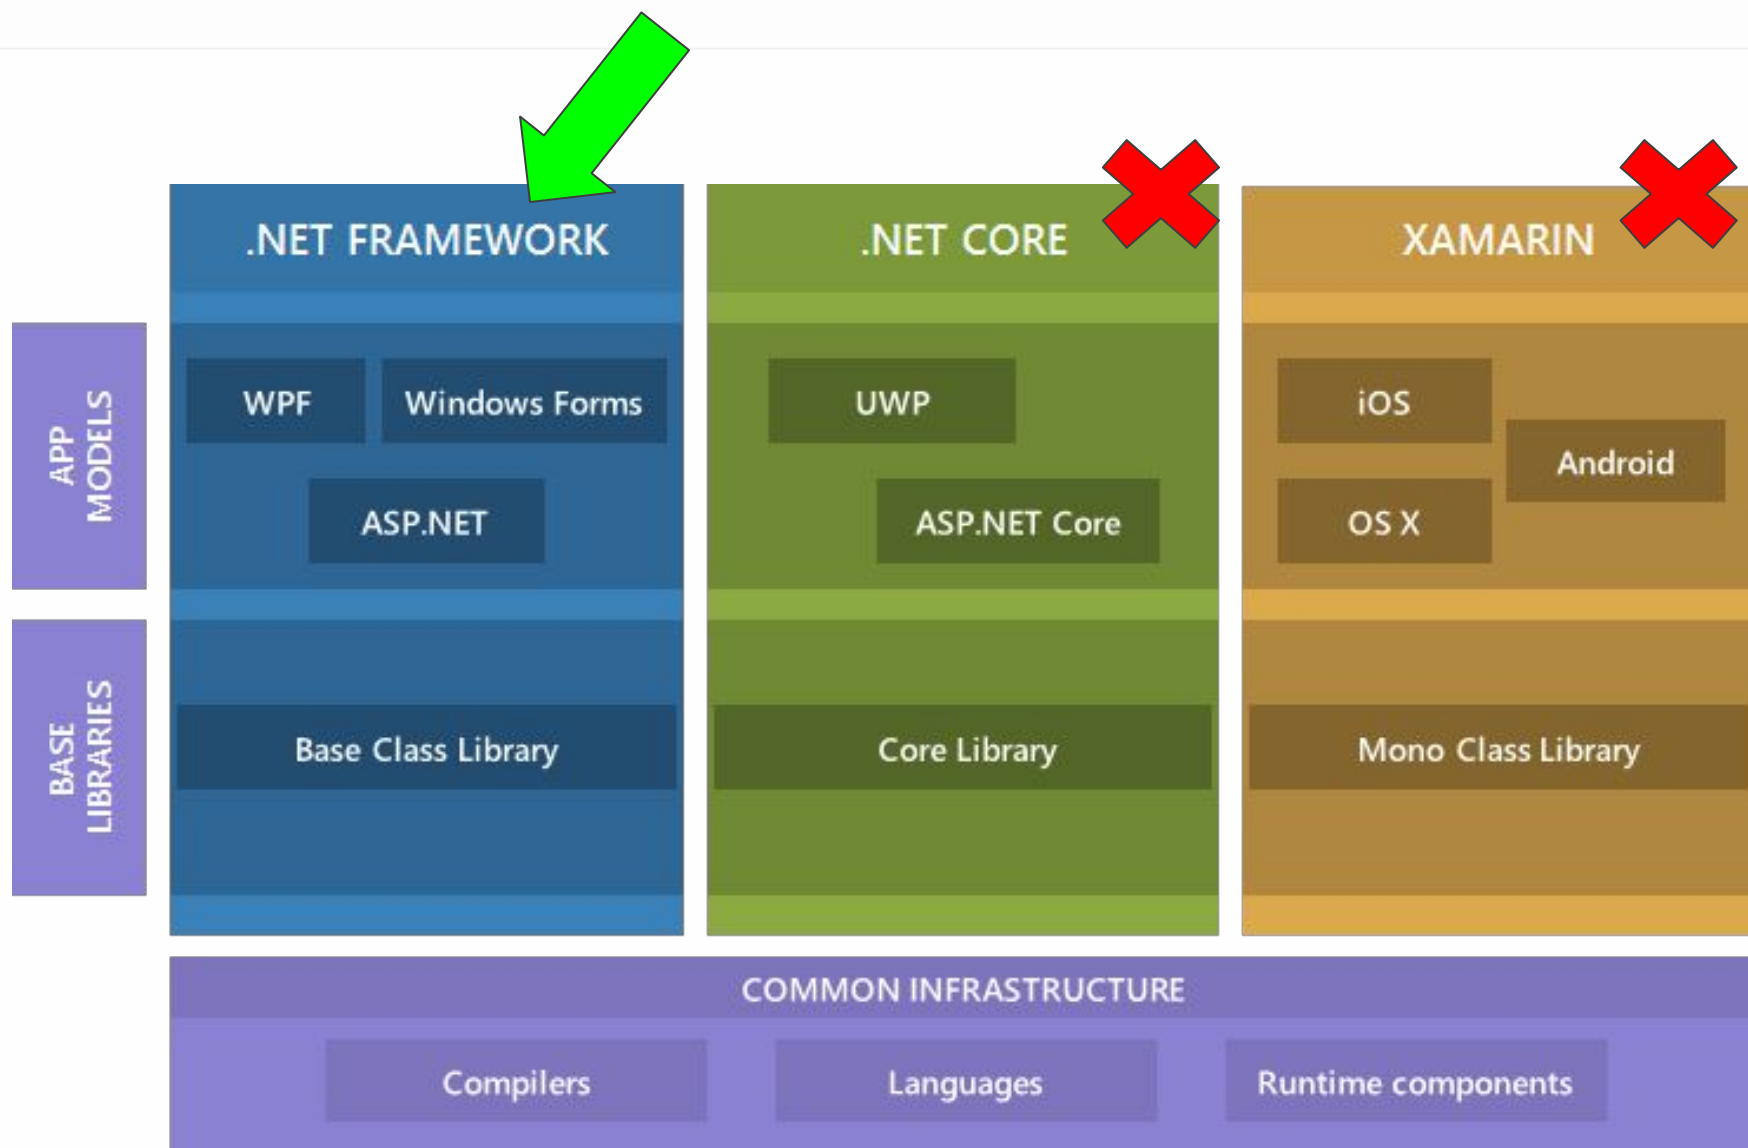 .NET FRAMEWORK
.NET CORE
XAMARIN
APP
MODELS
WPF
Windows Forms
ASP.NET
UWP
ASP.NET Core
iOS
Android
OS X
BASE
LIBRARIES
Base Class Library
Core Library
Mono Class Library
COMMON INFRASTRUCTURE
Compilers
Languages
Runtime components